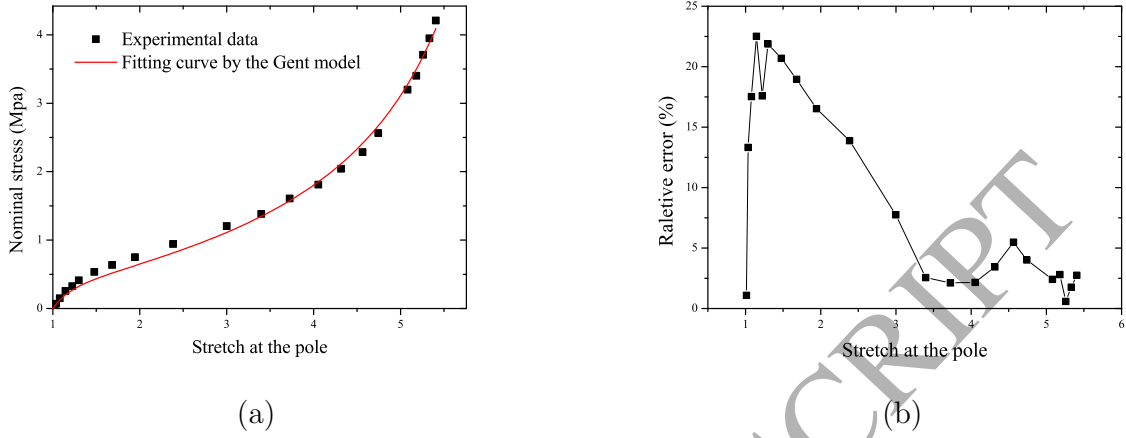 Experimental data
Fitting curve by the Gent model
Nominal stress (Mpa)
4
3
2
1
0
1
2
3
4
5
Stretch at the pole
(a)
Raletive error (%)
25
20
15
10
5
0
0
1
2
3
4
5
6
Stretch at the pole
(b)
CRIPT